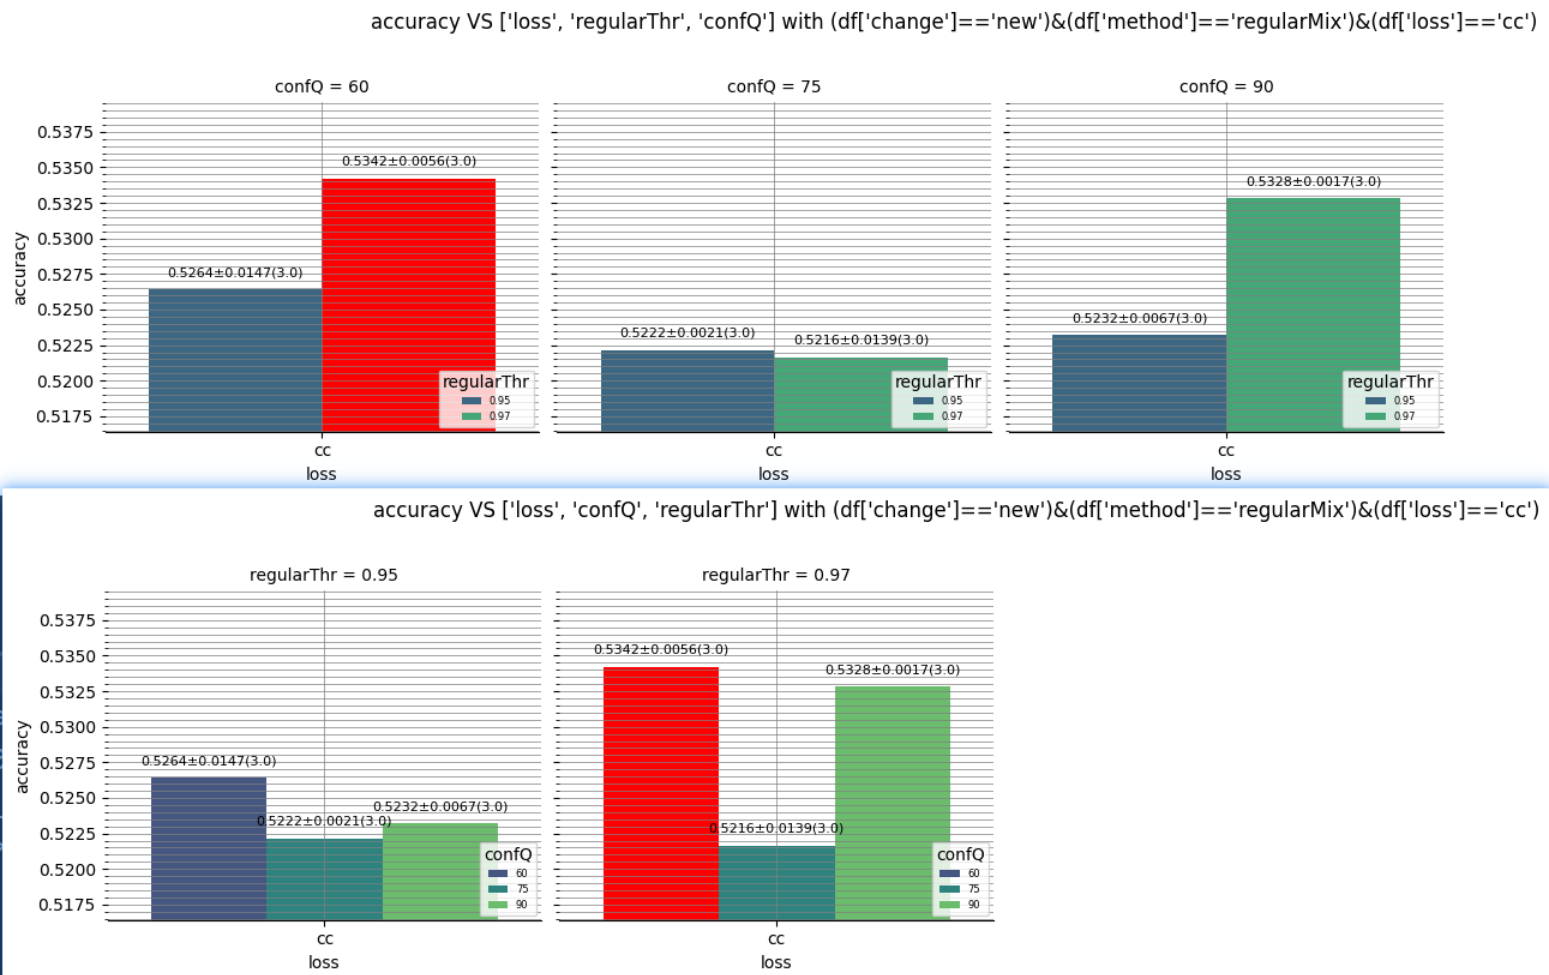 accuracy VS ['loss', 'regularThr', 'confQ'] with (df['change']=='new')&(df['method']=='regularMix')&(df['loss']=='cc')
confQ = 60
confQ = 75
confQ = 90
accuracy
0.5375
0.5350
0.5325
0.5300
0.5275
0.5250
0.5225
0.5200
0.5175
0.5264±0.0147(3.0)
0.5342±0.0056(3.0)
regularThr
0.95
0.97
cc
loss
0.5222±0.0021(3.0)
0.5216±0.0139(3.0)
regularThr
0.95
0.97
cc
loss
0.5232±0.0067(3.0)
0.5328±0.0017(3.0)
regularThr
0.95
0.97
cc
loss
accuracy VS ['loss', 'confQ', 'regularThr'] with (df['change']=='new')&(df['method']=='regularMix')&(df['loss']=='cc')
regularThr = 0.95
regularThr = 0.97
accuracy
0.5375
0.5350
0.5325
0.5300
0.5275
0.5250
0.5225
0.5200
0.5175
0.5264±0.0147(3.0)
0.5222±0.0021(3.0)
0.5232±0.0067(3.0)
confQ
60
75
90
cc
loss
0.5342±0.0056(3.0)
0.5216±0.0139(3.0)
0.5328±0.0017(3.0)
confQ
60
75
90
cc
loss